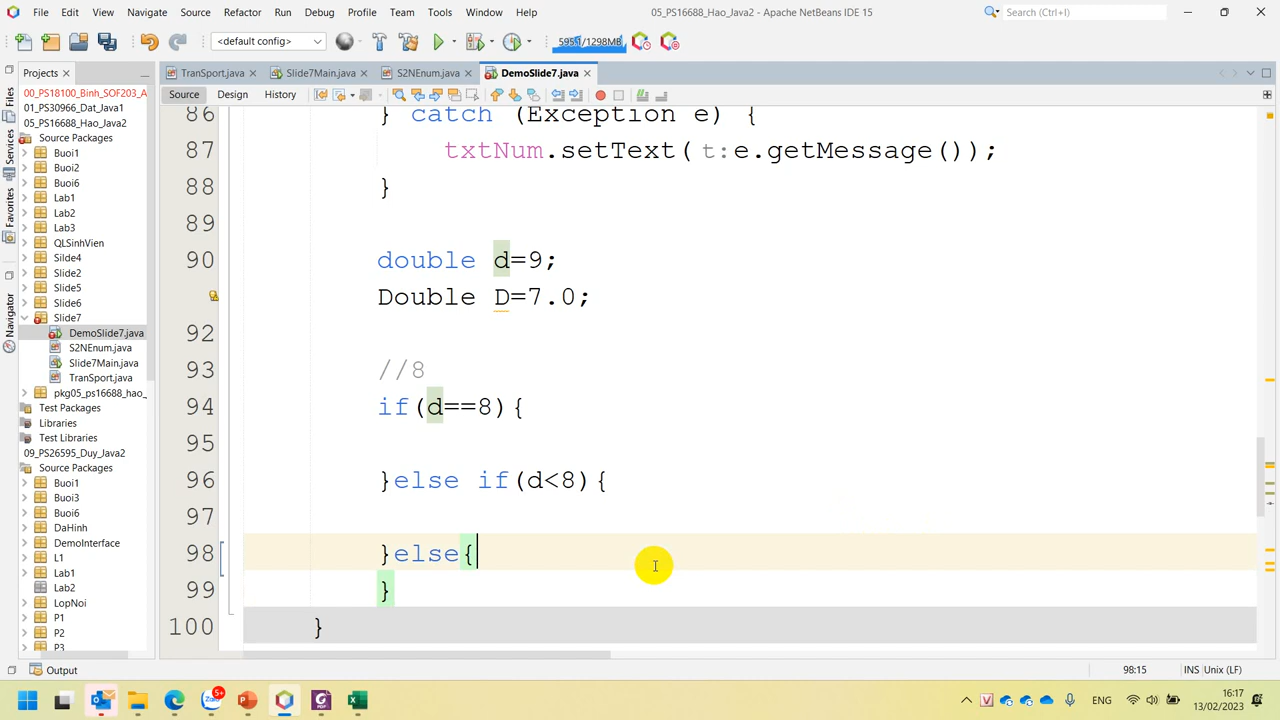 File Edit View Navigate Source Refactor Run Debug Profile Team Tools Window Help 05_PS16688_Hao_Java2 - Apache NetBeans IDE 15 Search (Ctrl+I)
<default config> 595.1/1298MB
Projects TranSport.java Slide7Main.java S2NEnum.java DemoSlide7.java
Source Design History
Files
Services
Favorites
Navigator
00_PS18100_Binh_SOF203_A
01_PS30966_Dat_Java1
05_PS16688_Hao_Java2
Source Packages
Buoi1
Buoi2
Buoi6
Lab1
Lab2
Lab3
QLSinhVien
Silde4
Slide2
Slide5
Slide6
Slide7
DemoSlide7.java
S2NEnum.java
Slide7Main.java
TranSport.java
pkg05_ps16688_hao_
Test Packages
Libraries
Test Libraries
09_PS26595_Duy_Java2
Source Packages
Buoi1
Buoi3
Buoi6
DaHinh
DemoInterface
L1
Lab1
Lab2
LopNoi
P1
P2
P3
86 } catch (Exception e) {
87 txtNum.setText( t:e.getMessage());
88 }
89
90 double d=9;
Double D=7.0;
92
93 //8
94 if(d==8){
95
96 }else if(d<8){
97
98 }else{
99 }
100 }
Output 98:15 INS Unix (LF)
5+ ENG 16:17
13/02/2023